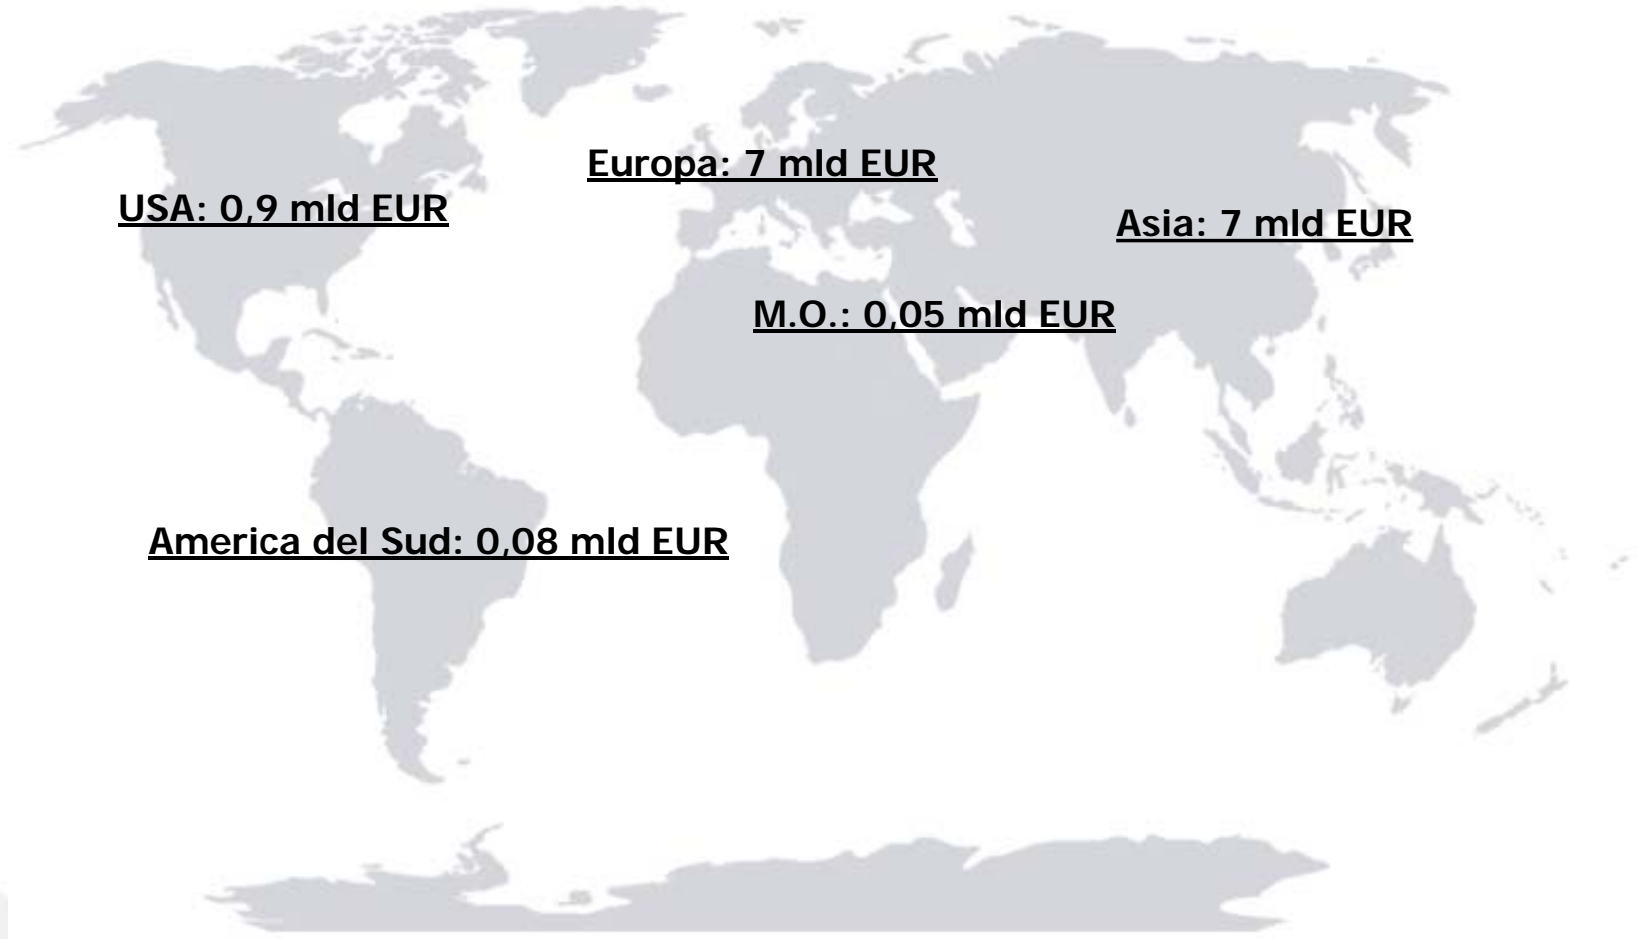 Europa: 7 mld EUR
USA: 0,9 mld EUR
Asia: 7 mld EUR
M.O.: 0,05 mld EUR
America del Sud: 0,08 mld EUR